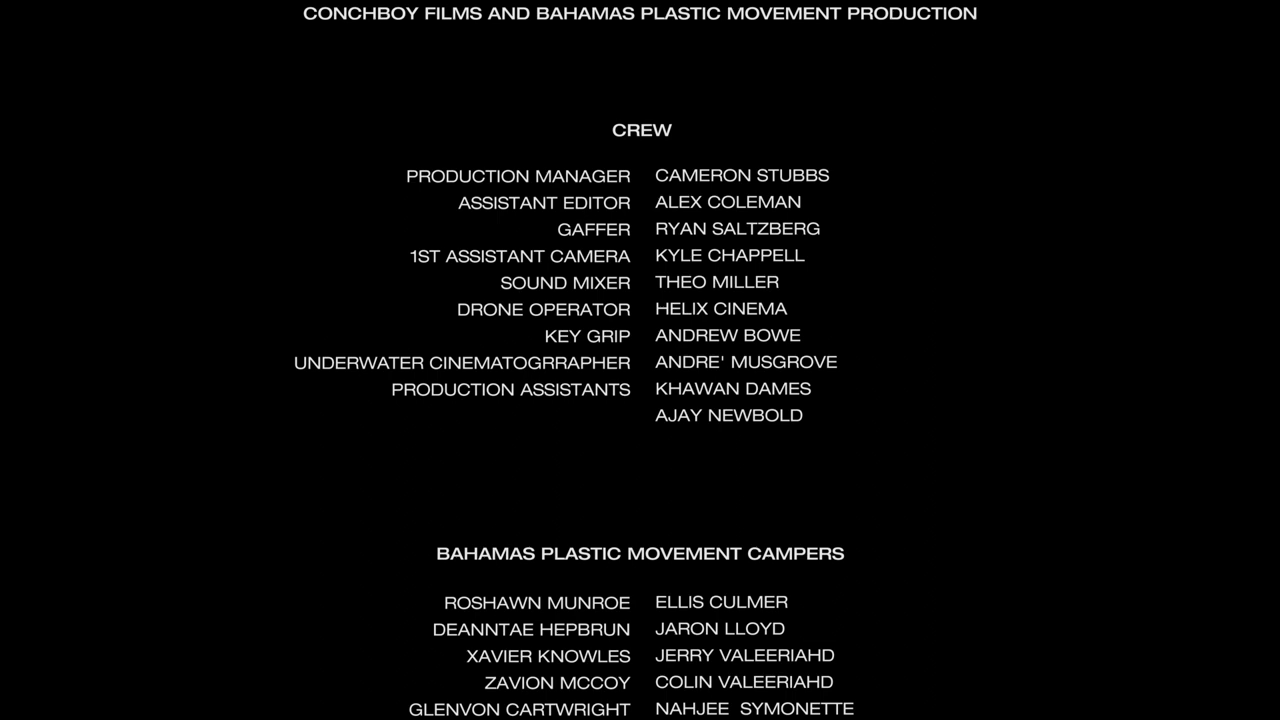 CONCHBOY FILMS AND BAHAMAS PLASTIC MOVEMENT PRODUCTION
CREW
PRODUCTION MANAGER CAMERON STUBBS
ASSISTANT EDITOR ALEX COLEMAN
GAFFER RYAN SALTZBERG
1ST ASSISTANT CAMERA KYLE CHAPPELL
SOUND MIXER THEO MILLER
DRONE OPERATOR HELIX CINEMA
KEY GRIP ANDREW BOWE
UNDERWATER CINEMATOGRRAPHER ANDRE' MUSGROVE
PRODUCTION ASSISTANTS KHAWAN DAMES
AJAY NEWBOLD
BAHAMAS PLASTIC MOVEMENT CAMPERS
ROSHAWN MUNROE ELLIS CULMER
DEANNTAE HEPBRUN JARON LLOYD
XAVIER KNOWLES JERRY VALEERIAHD
ZAVION MCCOY COLIN VALEERIAHD
GLENVON CARTWRIGHT NAHJEE  SYMONETTE